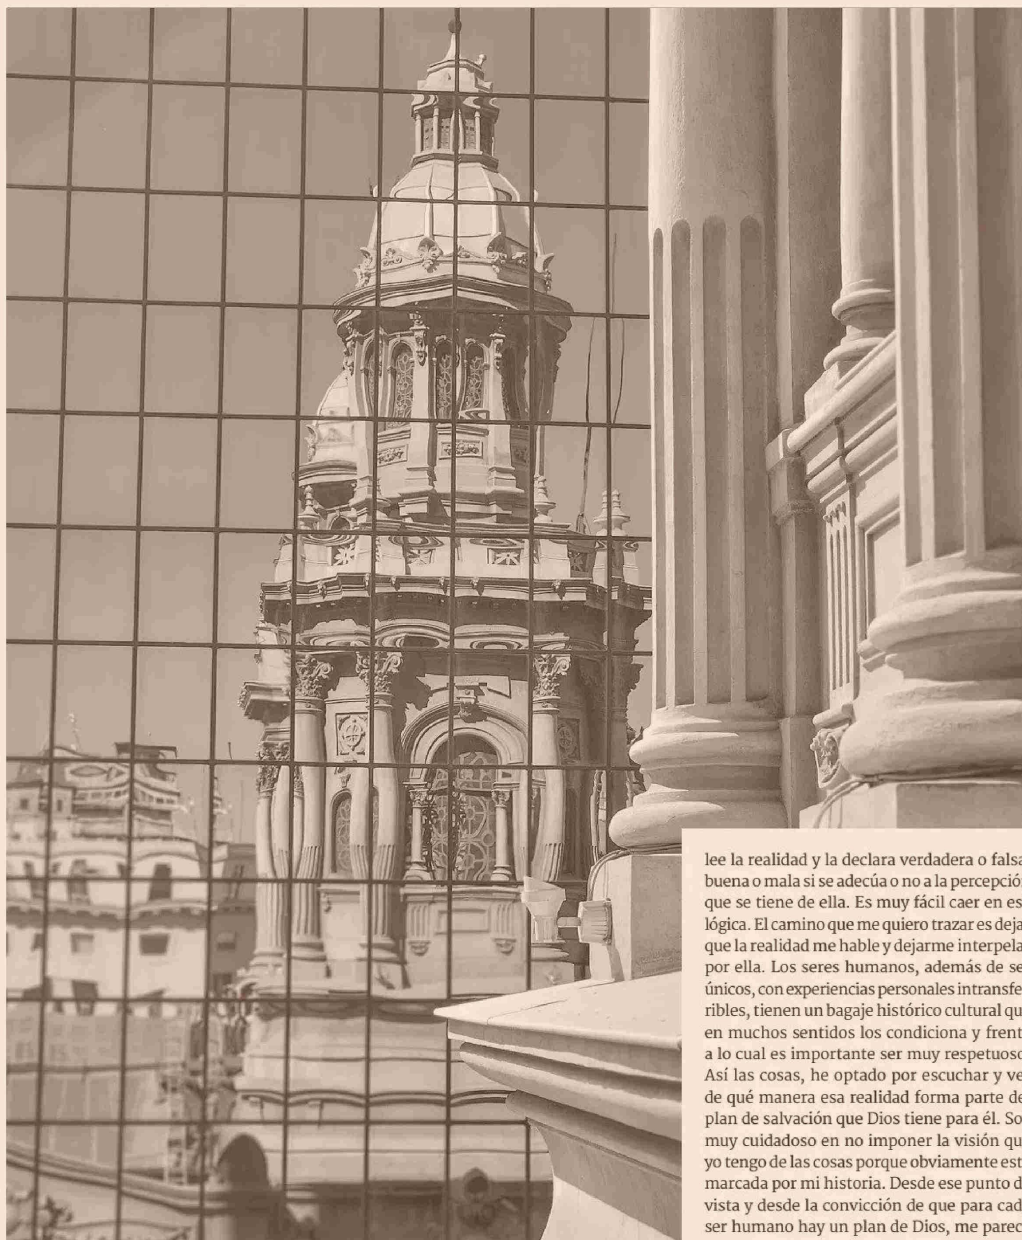 lee la realidad y la declara verdadera o falsa
buena o mala si se adecúa o no a la percepció
que se tiene de ella. Es muy fácil caer en es
lógica. El camino que me quiero trazar es deja
que la realidad me hable y dejarme interpela
por ella. Los seres humanos, además de se
únicos, con experiencias personales intransfe
ribles, tienen un bagaje histórico cultural qu
en muchos sentidos los condiciona y frent
a lo cual es importante ser muy respetuoso
Así las cosas, he optado por escuchar y ve
de qué manera esa realidad forma parte de
plan de salvación que Dios tiene para él. So
muy cuidadoso en no imponer la visión qu
yo tengo de las cosas porque obviamente est
marcada por mi historia. Desde ese punto d
vista y desde la convicción de que para cad
ser humano hay un plan de Dios, me parec